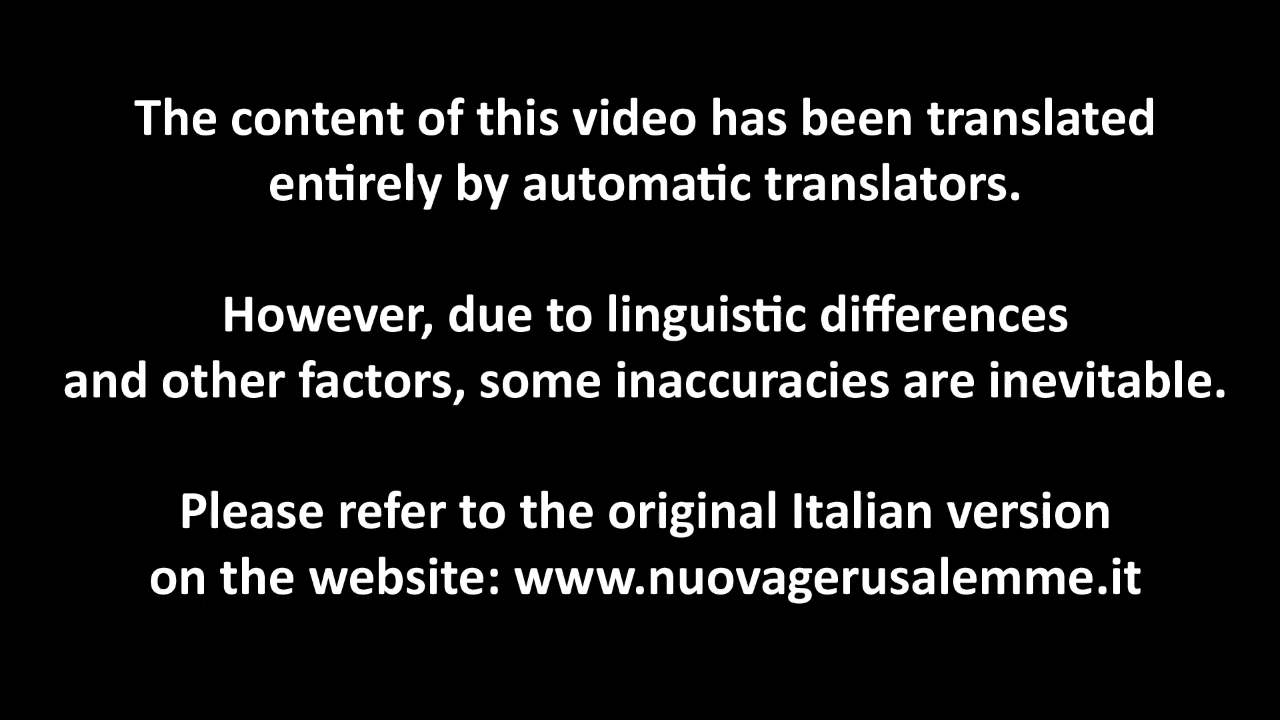 The content of this video has been translated
entirely by automatic translators.
However, due to linguistic differences
and other factors, some inaccuracies are inevitable.
Please refer to the original Italian version
on the website: www.nuovagerusalemme.it